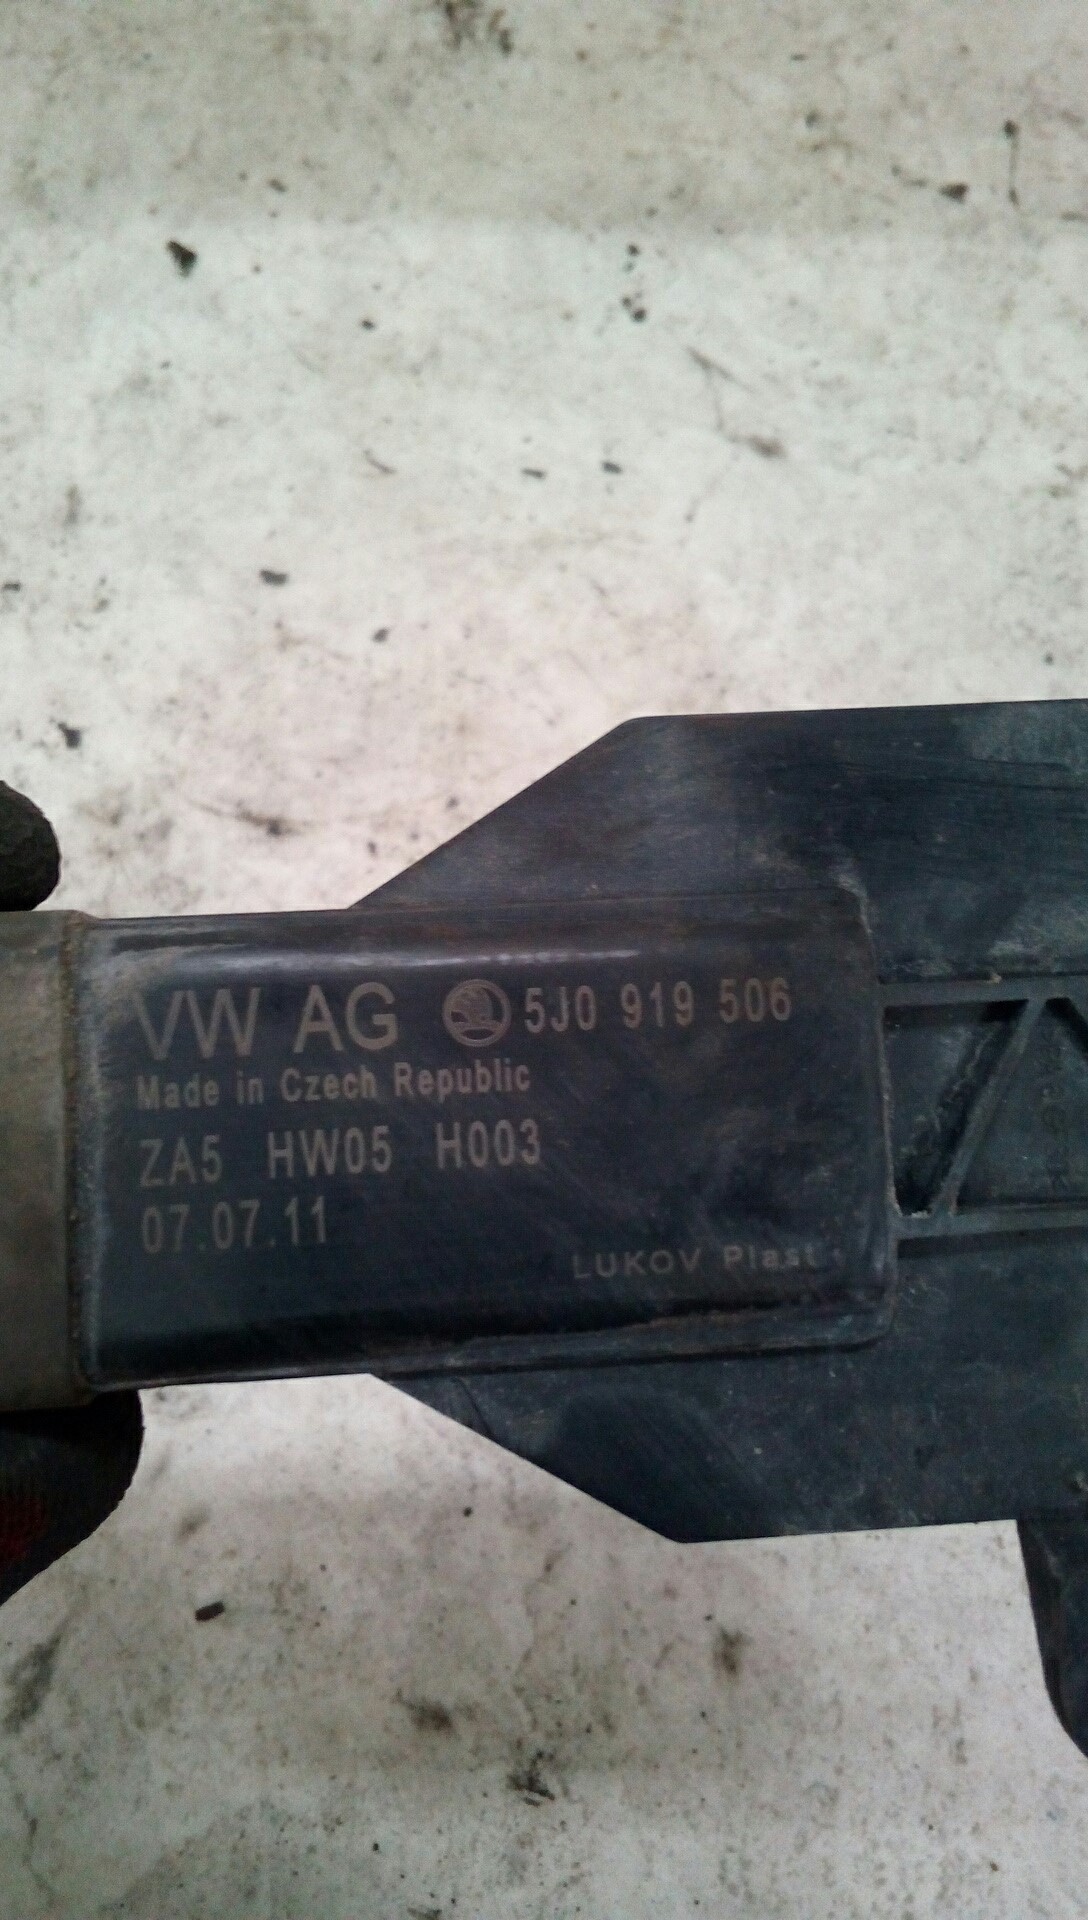 VW AG 5J0 919 506
Made in Czech Republic
ZA5 HW05 H003
07.07.11
LUKOV Plast